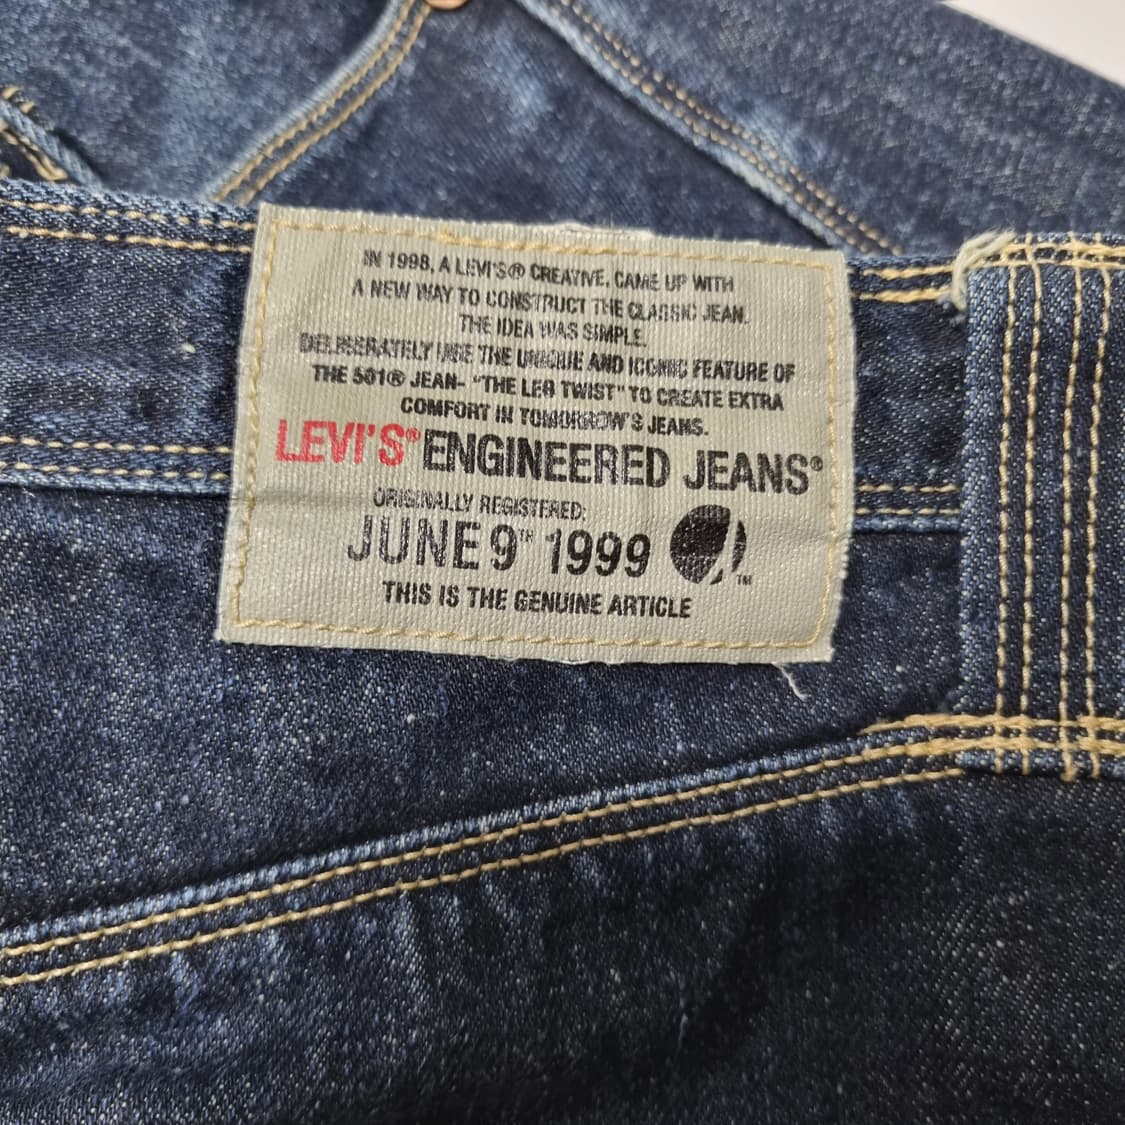 IN 1998, A LEVI'S® CREATIVE, CAME UP WITH
A NEW WAY TO CONSTRUCT THE CLASSIC JEAN.
THE IDEA WAS SIMPLE.
DELIBERATELY USE THE UNIQUE AND ICONIC FEATURE OF
THE 501® JEAN- "THE LEG TWIST" TO CREATE EXTRA
COMFORT IN TOMORROW'S JEANS.
LEVI'S® ENGINEERED JEANS®
ORIGINALLY REGISTERED:
JUNE 9TH 1999
TM
THIS IS THE GENUINE ARTICLE